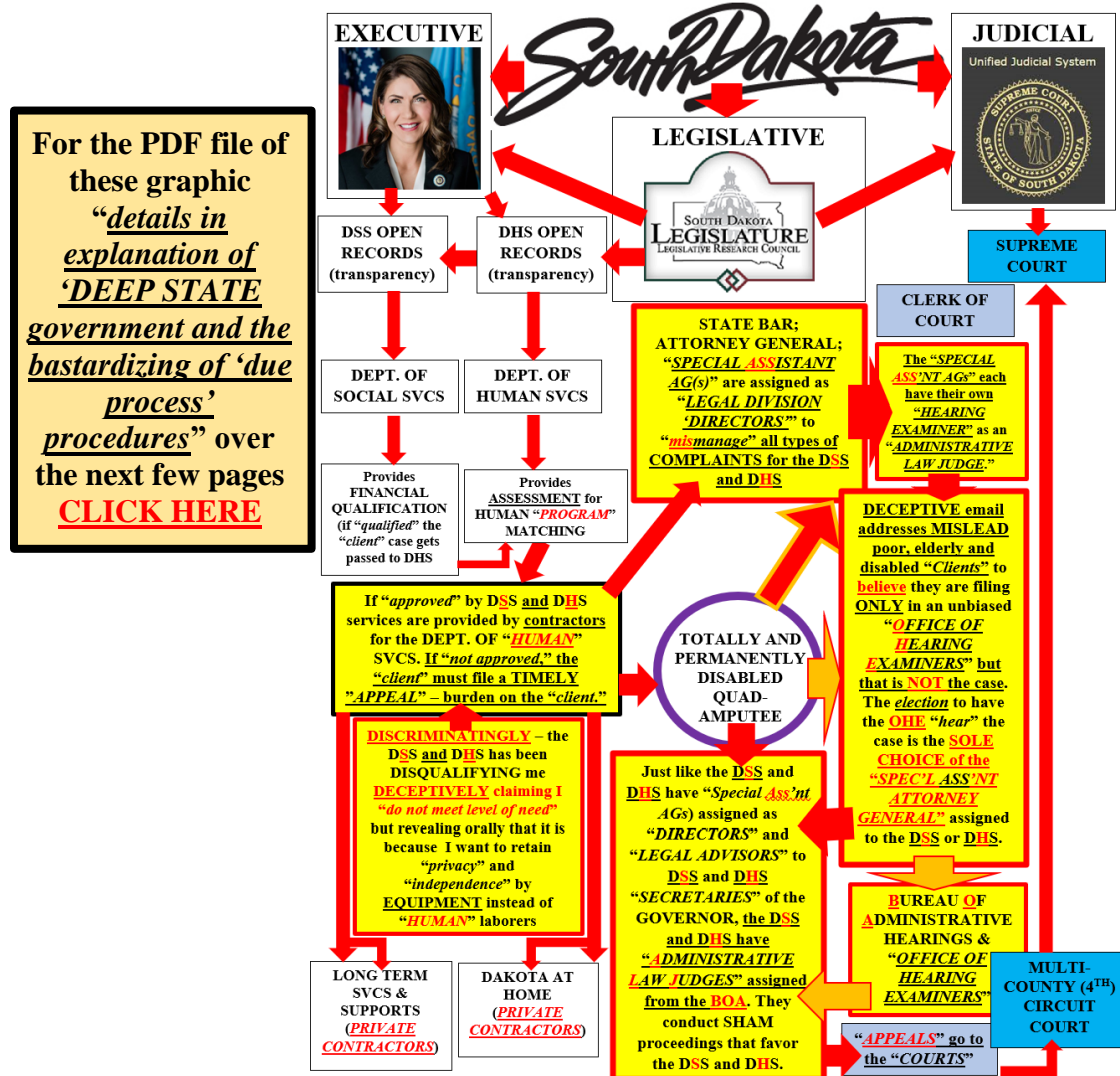 EXECUTIVE
South Dakota
JUDICIAL
Unified Judicial System
SUPREME COURT
STATE OF SOUTH DAKOTA
LEGISLATIVE
SOUTH DAKOTA
LEGISLATURE
LEGISLATIVE RESEARCH COUNCIL
For the PDF file of
these graphic
“details in
explanation of
‘DEEP STATE
government and the
bastardizing of ‘due
process’
procedures” over
the next few pages
CLICK HERE
DSS OPEN
RECORDS
(transparency)
DHS OPEN
RECORDS
(transparency)
SUPREME
COURT
CLERK OF
COURT
DEPT. OF
SOCIAL SVCS
DEPT. OF
HUMAN SVCS
STATE BAR;
ATTORNEY GENERAL;
“SPECIAL ASSISTANT
AG(s)” are assigned as
“LEGAL DIVISION
‘DIRECTORS’” to
“mismanage” all types of
COMPLAINTS for the DSS
and DHS
The “SPECIAL
ASS’NT AGs” each
have their own
“HEARING
EXAMINER” as an
“ADMINISTRATIVE
LAW JUDGE.”
Provides
FINANCIAL
QUALIFICATION
(if “qualified” the
“client” case gets
passed to DHS
Provides
ASSESSMENT for
HUMAN “PROGRAM”
MATCHING
DECEPTIVE email
addresses MISLEAD
poor, elderly and
disabled “Clients” to
believe they are filing
ONLY in an unbiased
“OFFICE OF
HEARING
EXAMINERS” but
that is NOT the case.
The election to have
the OHE “hear” the
case is the SOLE
CHOICE of the
“SPEC’L ASS’NT
ATTORNEY
GENERAL” assigned
to the DSS or DHS.
If “approved” by DSS and DHS
services are provided by contractors
for the DEPT. OF “HUMAN”
SVCS. If “not approved,” the
“client” must file a TIMELY
”APPEAL” – burden on the “client.”
TOTALLY AND
PERMANENTLY
DISABLED
QUAD-
AMPUTEE
DISCRIMINATINGLY – the
DSS and DHS has been
DISQUALIFYING me
DECEPTIVELY claiming I
“do not meet level of need”
but revealing orally that it is
because I want to retain
“privacy” and
“independence” by
EQUIPMENT instead of
“HUMAN” laborers
Just like the DSS and
DHS have “Special Ass’nt
AGs) assigned as
“DIRECTORS” and
“LEGAL ADVISORS” to
DSS and DHS
“SECRETARIES” of the
GOVERNOR, the DSS
and DHS have
“ADMINISTRATIVE
LAW JUDGES” assigned
from the BOA. They
conduct SHAM
proceedings that favor
the DSS and DHS.
BUREAU OF
ADMINISTRATIVE
HEARINGS &
“OFFICE OF
HEARING
EXAMINERS”
LONG TERM
SVCS &
SUPPORTS
(PRIVATE
CONTRACTORS)
DAKOTA AT
HOME
(PRIVATE
CONTRACTORS)
MULTI-
COUNTY (4TH)
CIRCUIT
COURT
“APPEALS” go to
the “COURTS”